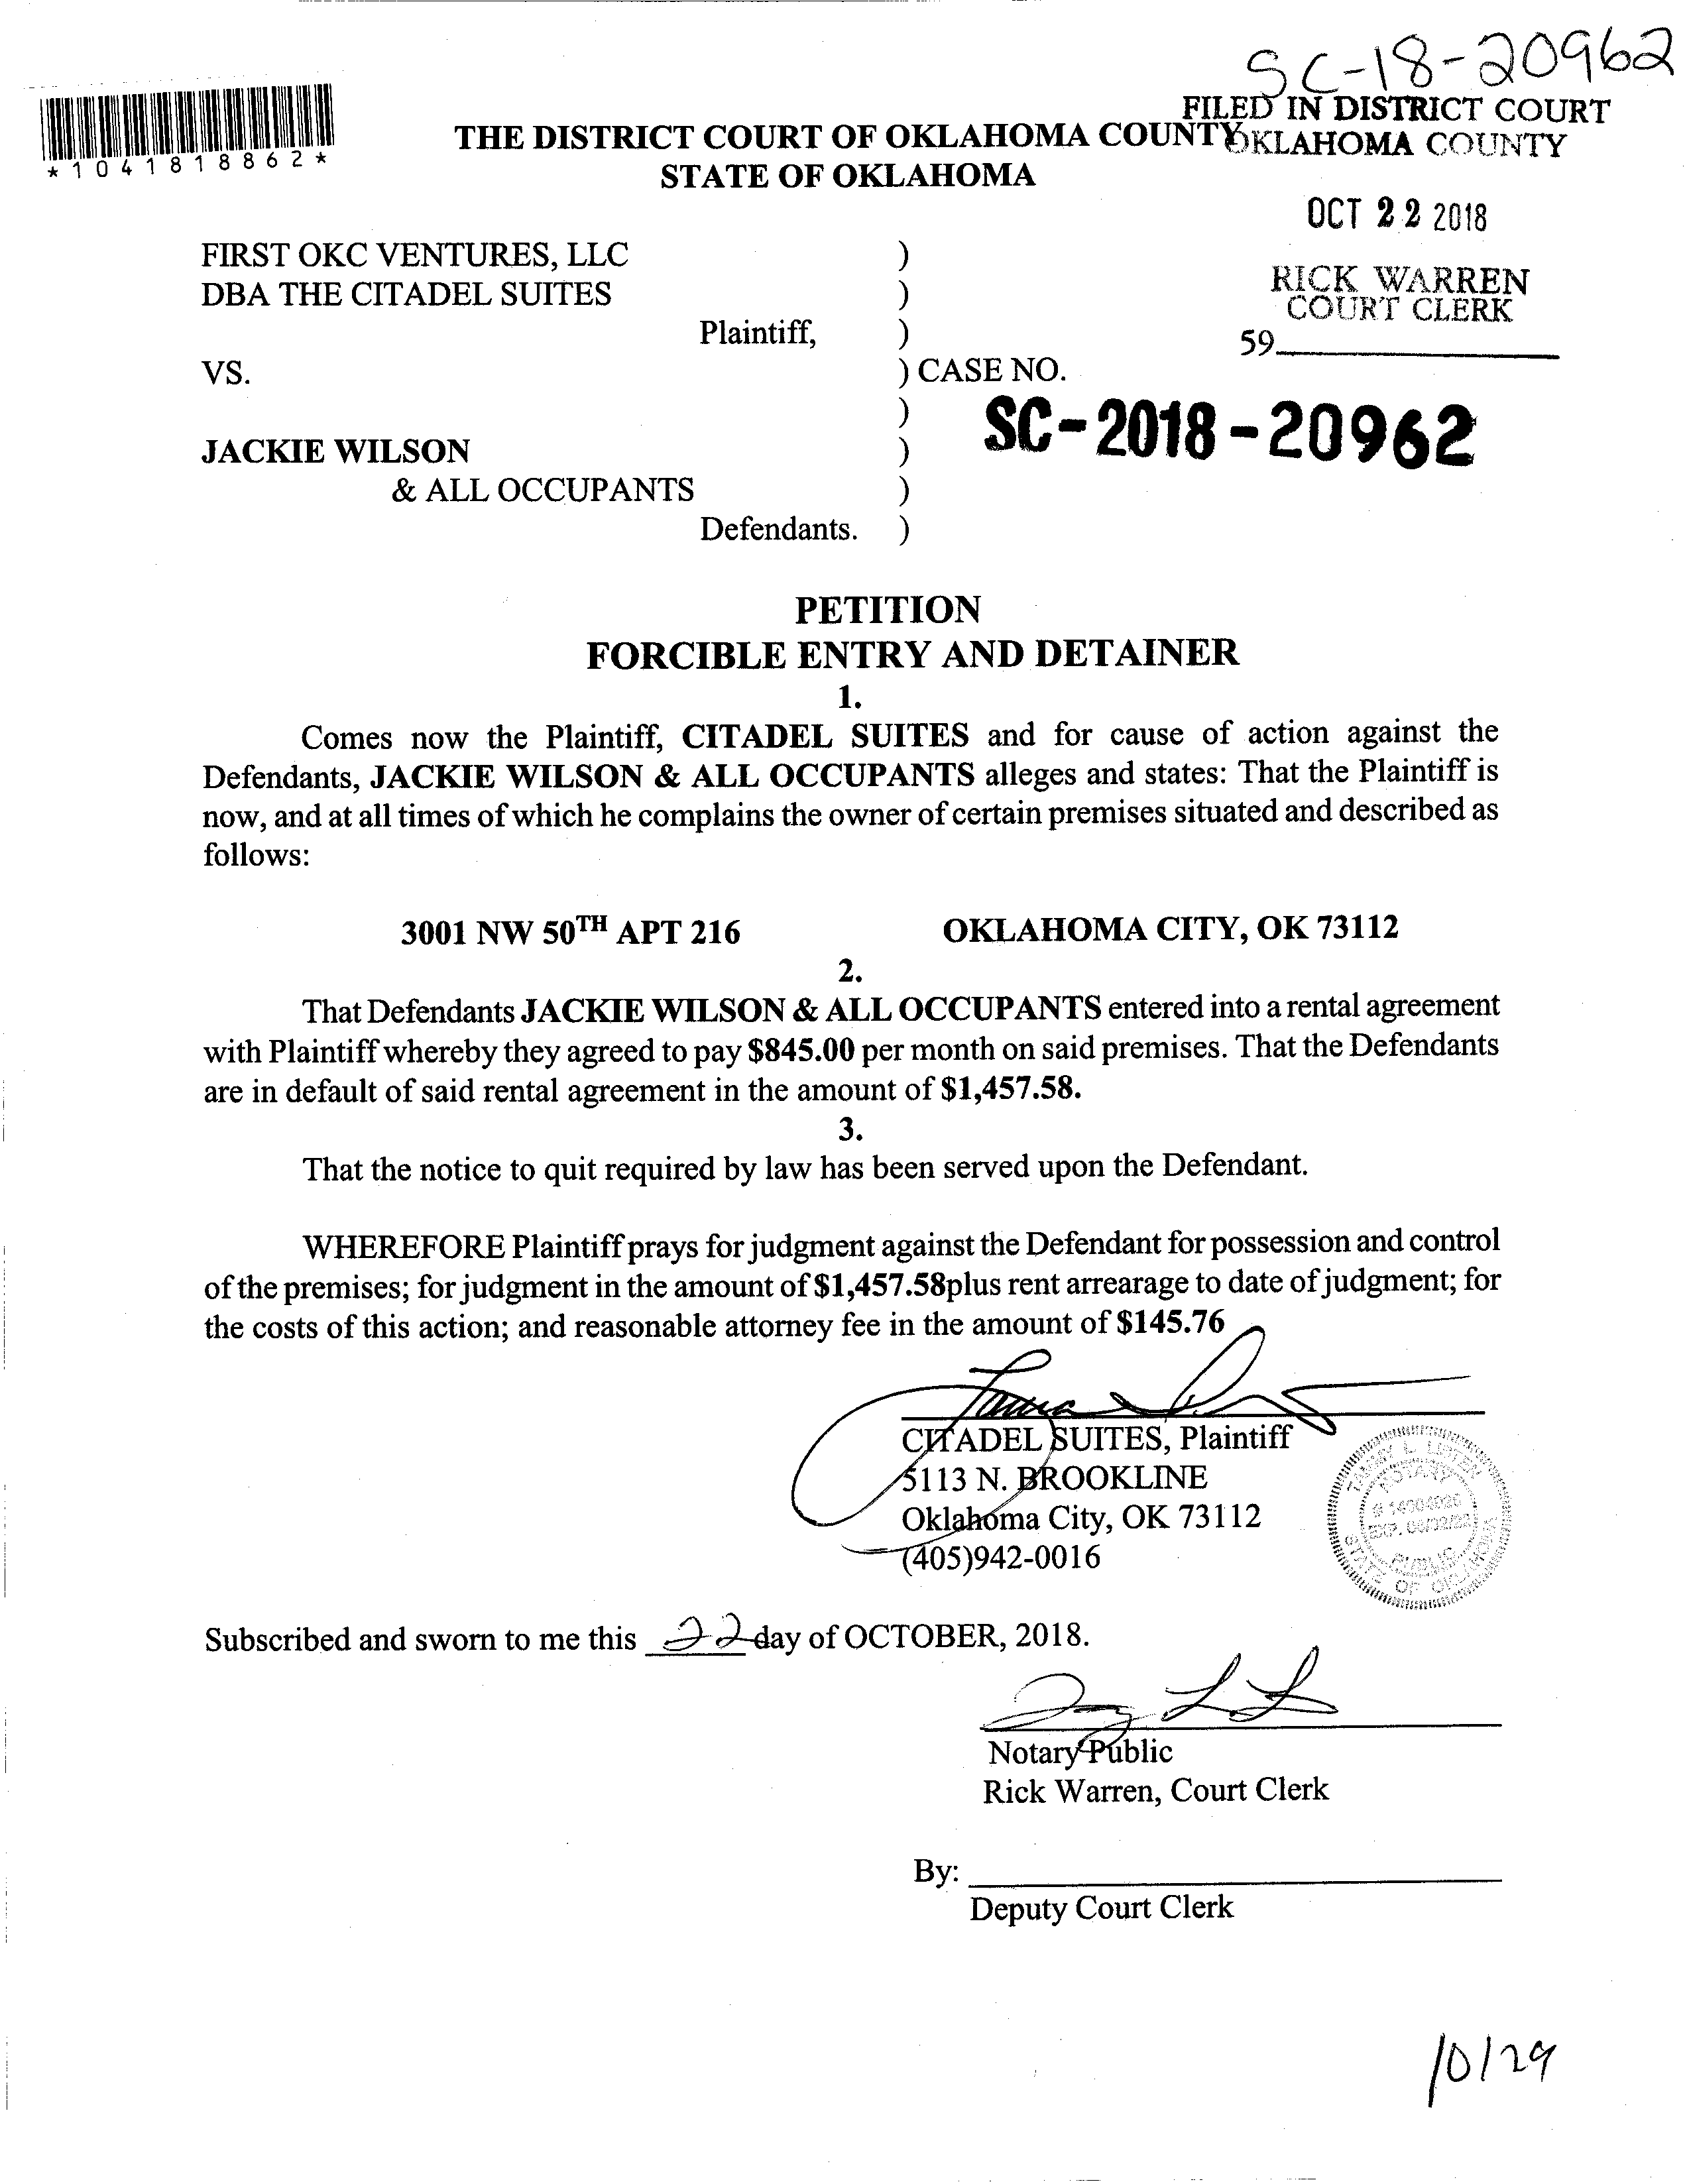 SC-18-20962
*1041818862*
FILED IN DISTRICT COURT
OKLAHOMA COUNTY
THE DISTRICT COURT OF OKLAHOMA COUNTY
STATE OF OKLAHOMA
OCT 22 2018
RICK WARREN
COURT CLERK
59
FIRST OKC VENTURES, LLC )
DBA THE CITADEL SUITES )
Plaintiff, )
VS. ) CASE NO.
)
SC-2018-20962
JACKIE WILSON )
& ALL OCCUPANTS )
Defendants. )
PETITION
FORCIBLE ENTRY AND DETAINER
1.
Comes now the Plaintiff, CITADEL SUITES and for cause of action against the
Defendants, JACKIE WILSON & ALL OCCUPANTS alleges and states: That the Plaintiff is
now, and at all times of which he complains the owner of certain premises situated and described as
follows:
3001 NW 50TH APT 216 OKLAHOMA CITY, OK 73112
2.
That Defendants JACKIE WILSON & ALL OCCUPANTS entered into a rental agreement
with Plaintiff whereby they agreed to pay $845.00 per month on said premises. That the Defendants
are in default of said rental agreement in the amount of $1,457.58.
3.
That the notice to quit required by law has been served upon the Defendant.
WHEREFORE Plaintiff prays for judgment against the Defendant for possession and control
of the premises; for judgment in the amount of $1,457.58plus rent arrearage to date of judgment; for
the costs of this action; and reasonable attorney fee in the amount of $145.76
CITADEL SUITES, Plaintiff
5113 N. BROOKLINE
Oklahoma City, OK 73112
(405)942-0016
NOTARY
PUBLIC
STATE OF OKLAHOMA
Subscribed and sworn to me this 22 day of OCTOBER, 2018.
Notary Public
Rick Warren, Court Clerk
By:
Deputy Court Clerk
10/29